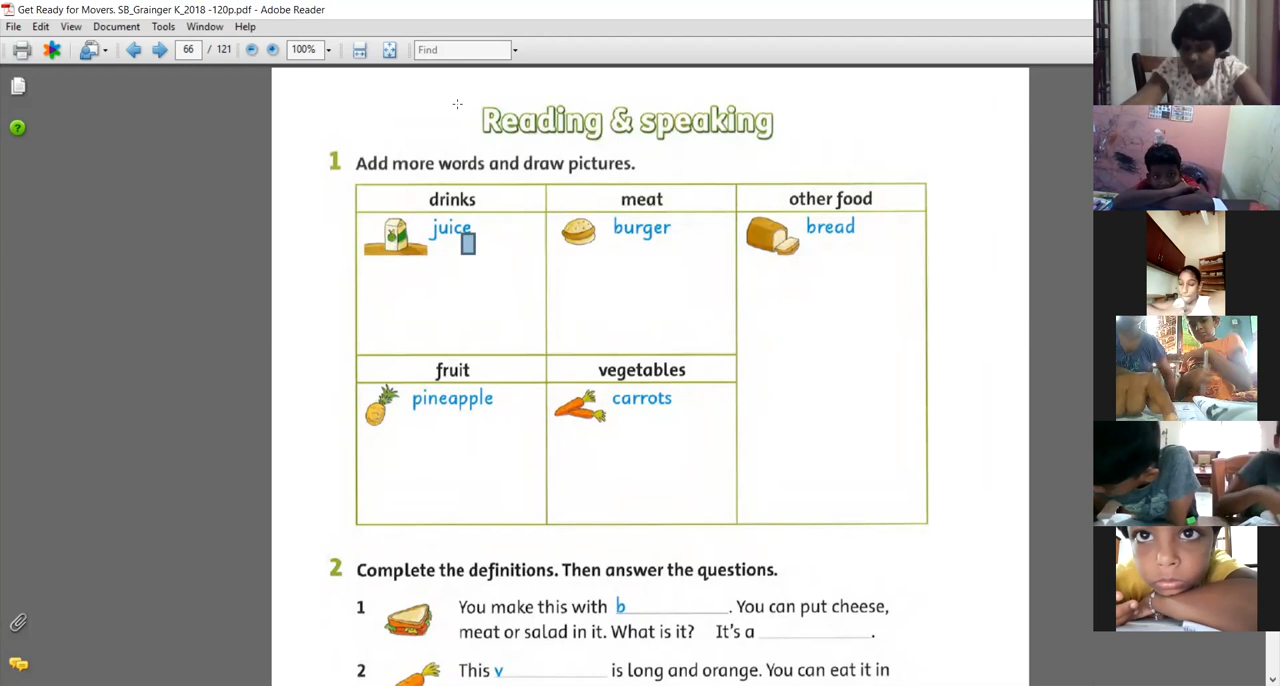 Get Ready for Movers. SB_Grainger K_2018 -120p.pdf - Adobe Reader
File Edit View Document Tools Window Help
66 / 121 100% Find
Reading & speaking
1 Add more words and draw pictures.
drinks meat other food
juice burger bread
fruit vegetables
pineapple carrots
2 Complete the definitions. Then answer the questions.
1 You make this with b__________. You can put cheese,
meat or salad in it. What is it? It's a __________.
2 This v__________ is long and orange. You can eat it in